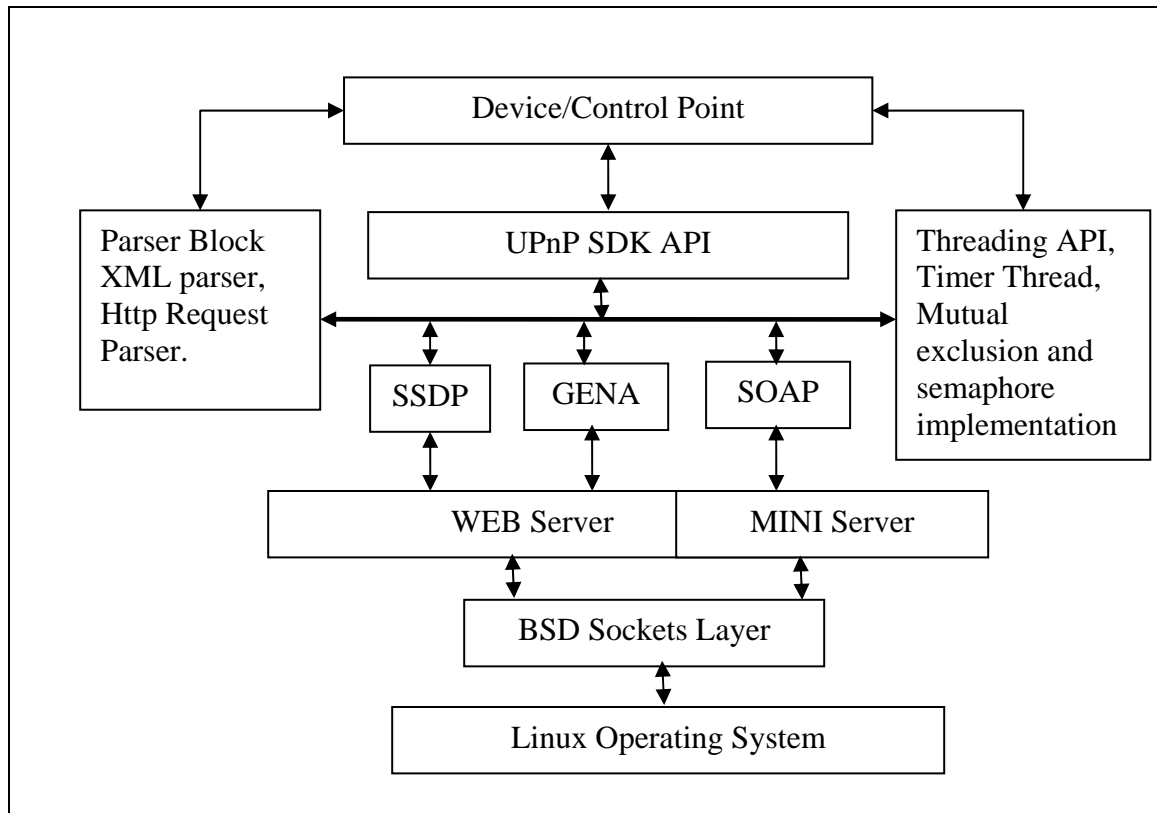 Device/Control Point
Parser Block
XML parser,
Http Request
Parser.
UPnP SDK API
Threading API,
Timer Thread,
Mutual
exclusion and
semaphore
implementation
SSDP
GENA
SOAP
WEB Server
MINI Server
BSD Sockets Layer
Linux Operating System